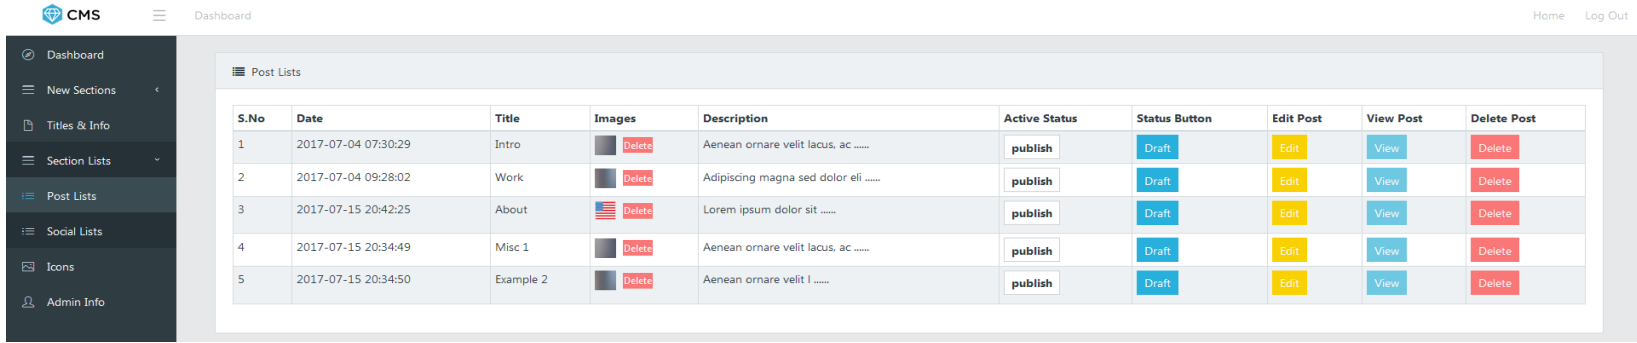 CMS Dashboard Home Log Out
Dashboard
New Sections
Titles & Info
Section Lists
Post Lists
Social Lists
Icons
Admin Info
Post Lists
S.No Date Title Images Description Active Status Status Button Edit Post View Post Delete Post
1 2017-07-04 07:30:29 Intro Delete Aenean ornare velit lacus, ac ...... publish Draft Edit View Delete
2 2017-07-04 09:28:02 Work Delete Adipiscing magna sed dolor eli ...... publish Draft Edit View Delete
3 2017-07-15 20:42:25 About Delete Lorem ipsum dolor sit ...... publish Draft Edit View Delete
4 2017-07-15 20:34:49 Misc 1 Delete Aenean ornare velit lacus, ac ...... publish Draft Edit View Delete
5 2017-07-15 20:34:50 Example 2 Delete Aenean ornare velit l ...... publish Draft Edit View Delete